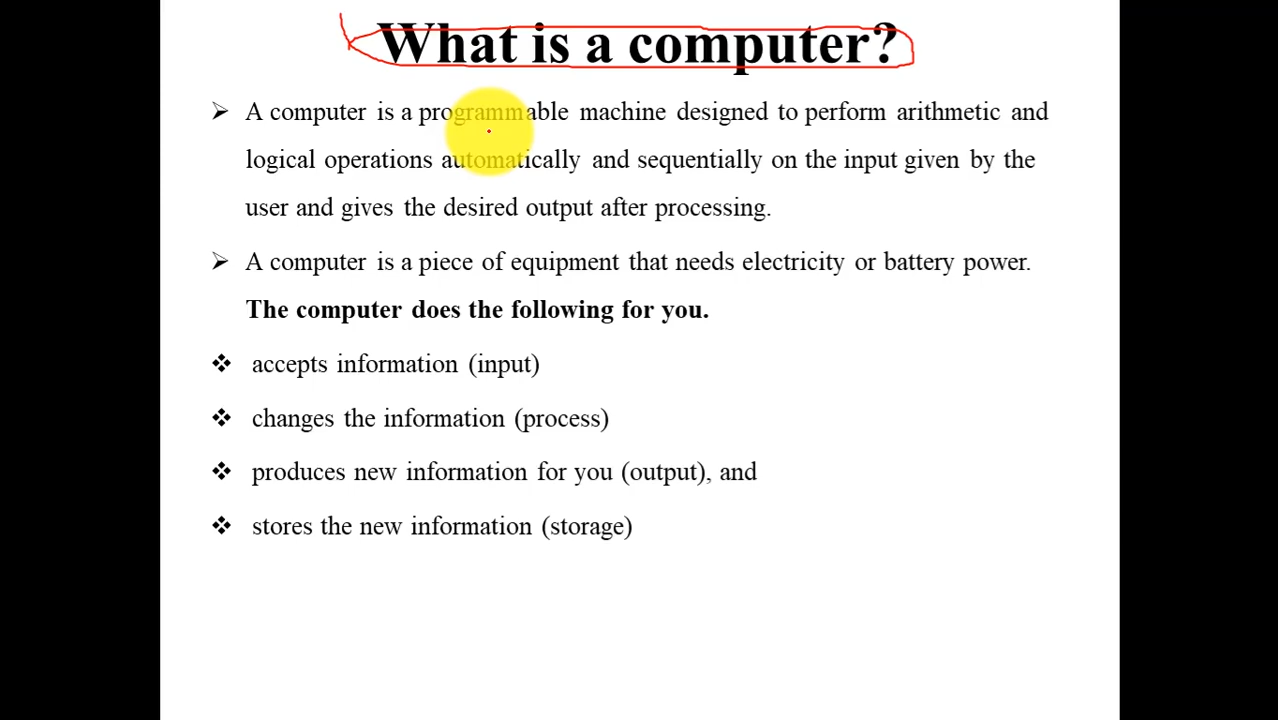 What is a computer?
➢ A computer is a programmable machine designed to perform arithmetic and
logical operations automatically and sequentially on the input given by the
user and gives the desired output after processing.
➢ A computer is a piece of equipment that needs electricity or battery power.
The computer does the following for you.
❖ accepts information (input)
❖ changes the information (process)
❖ produces new information for you (output), and
❖ stores the new information (storage)